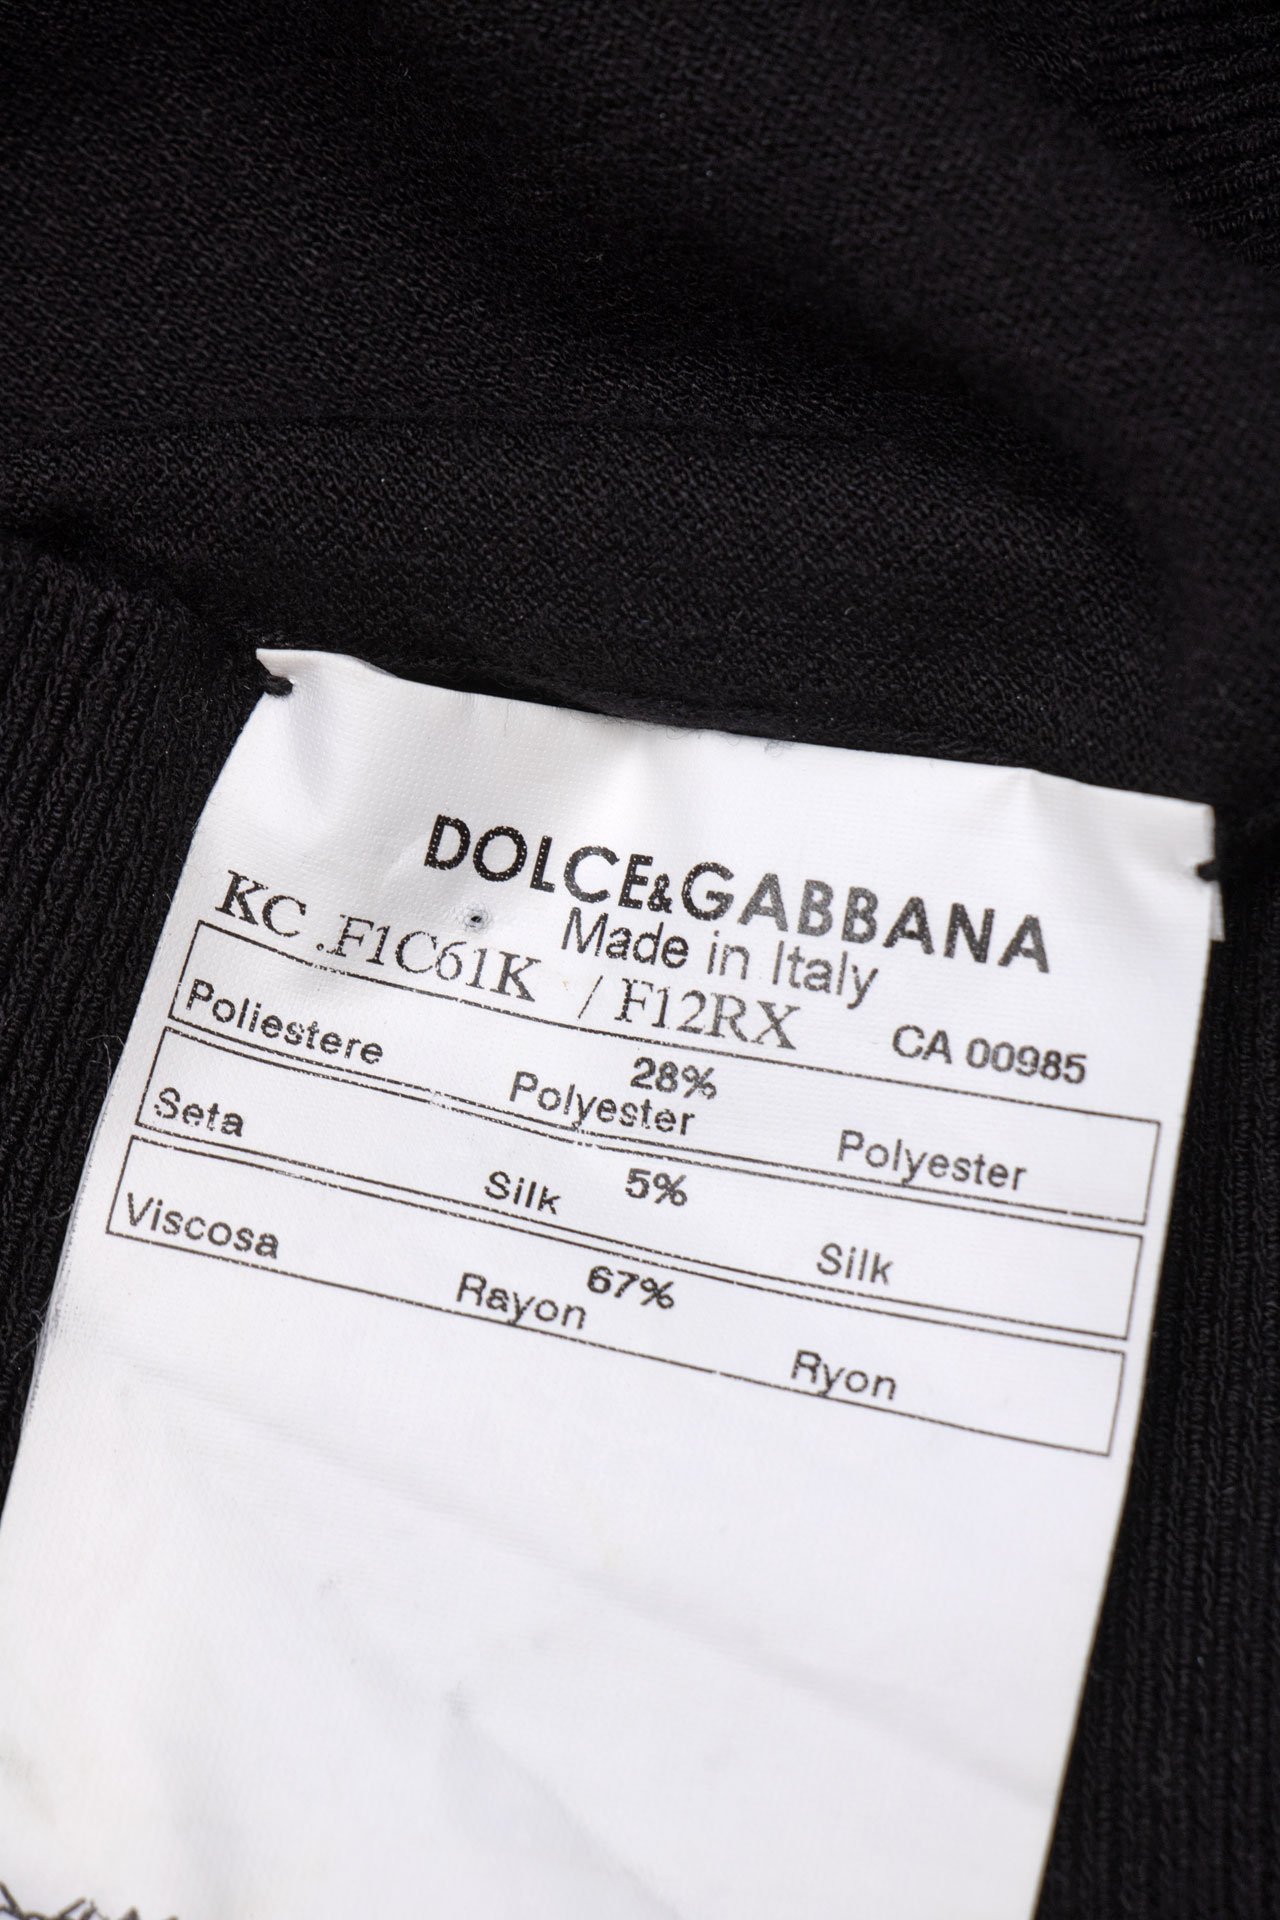 DOLCE&GABBANA
Made in Italy
KC .F1C61K / F12RX CA 00985
Poliestere 28% Polyester Polyester
Seta 5% Silk Silk
Viscosa 67% Rayon Ryon